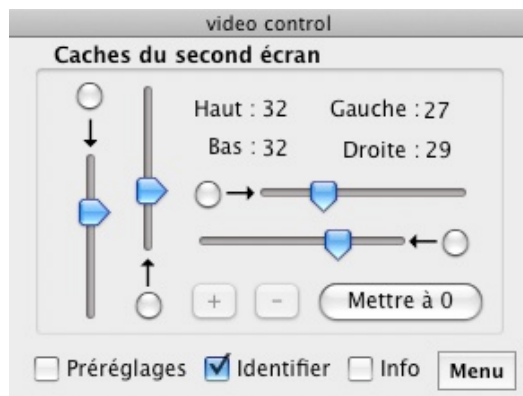 video control
Caches du second écran
Haut : 32 Gauche : 27
Bas : 32 Droite : 29
+ - Mettre à 0
Préréglages Identifier Info Menu